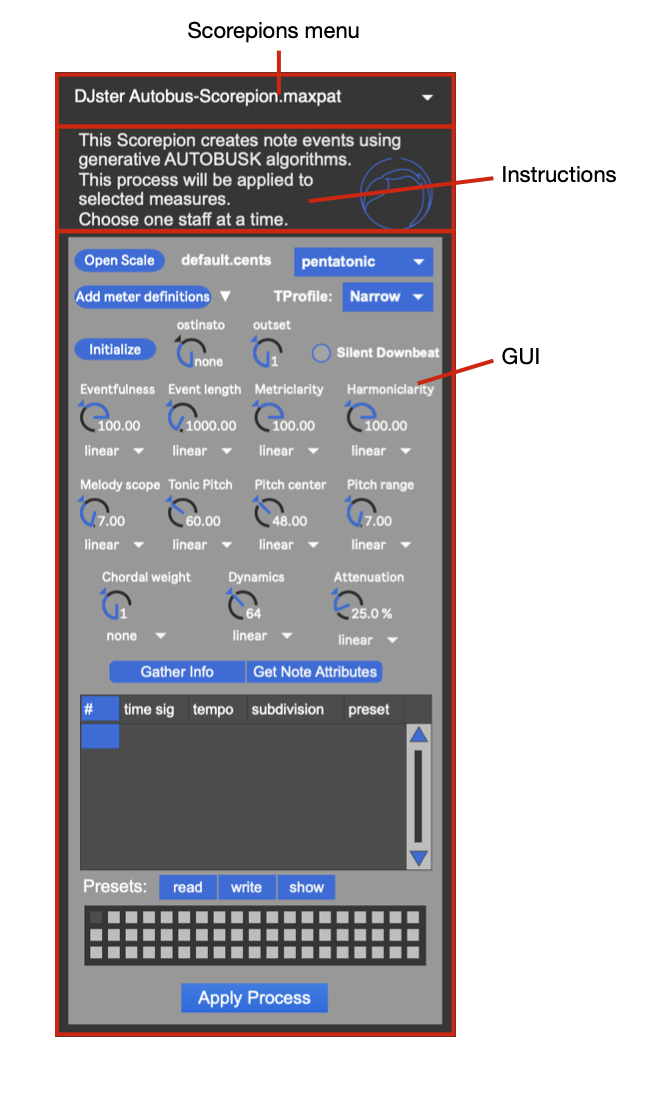 Scorepions menu
DJster Autobus-Scorepion.maxpat
This Scorepion creates note events using
generative AUTOBUSK algorithms.
This process will be applied to
selected measures.
Choose one staff at a time.
Instructions
Open Scale default.cents pentatonic
Add meter definitions TProfile: Narrow
ostinato outset
Initialize none 1 Silent Downbeat
GUI
Eventfulness Event length Metriclarity Harmoniclarity
100.00 1000.00 100.00 100.00
linear linear linear linear
Melody scope Tonic Pitch Pitch center Pitch range
7.00 60.00 48.00 7.00
linear linear linear linear
Chordal weight Dynamics Attenuation
1 64 25.0 %
none linear linear
Gather Info Get Note Attributes
# time sig tempo subdivision preset
Presets: read write show
Apply Process